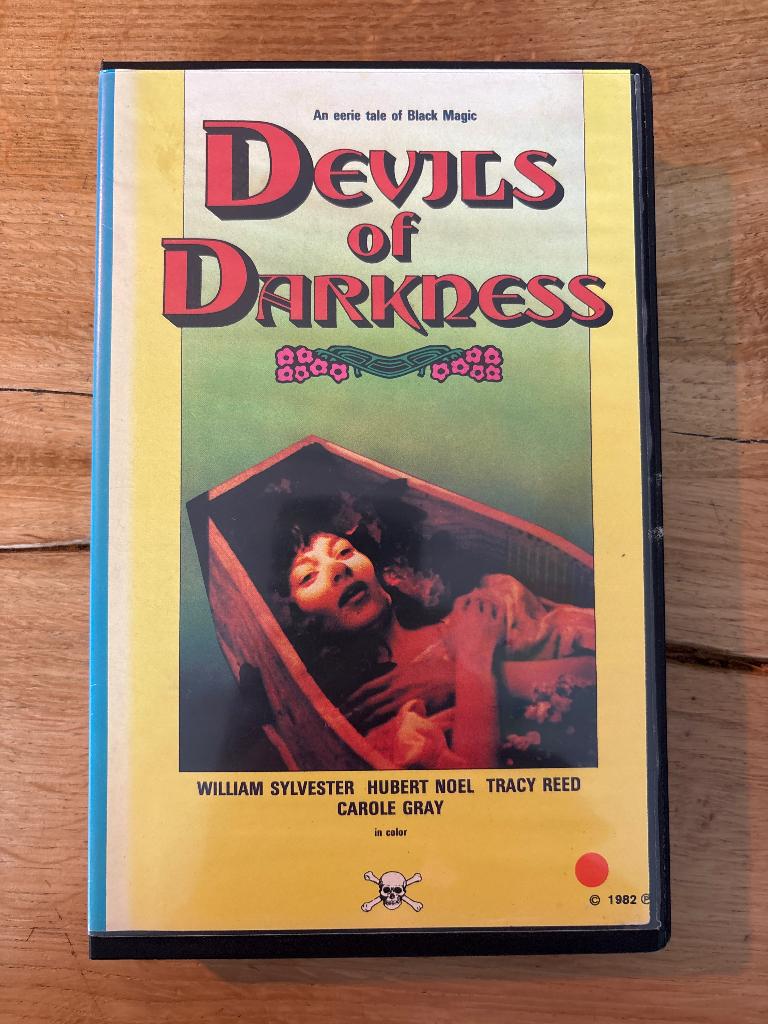 An eerie tale of Black Magic
DEVILS
of
DARKNESS
WILLIAM SYLVESTER HUBERT NOEL TRACY REED
CAROLE GRAY
in color
© 1982 ℗